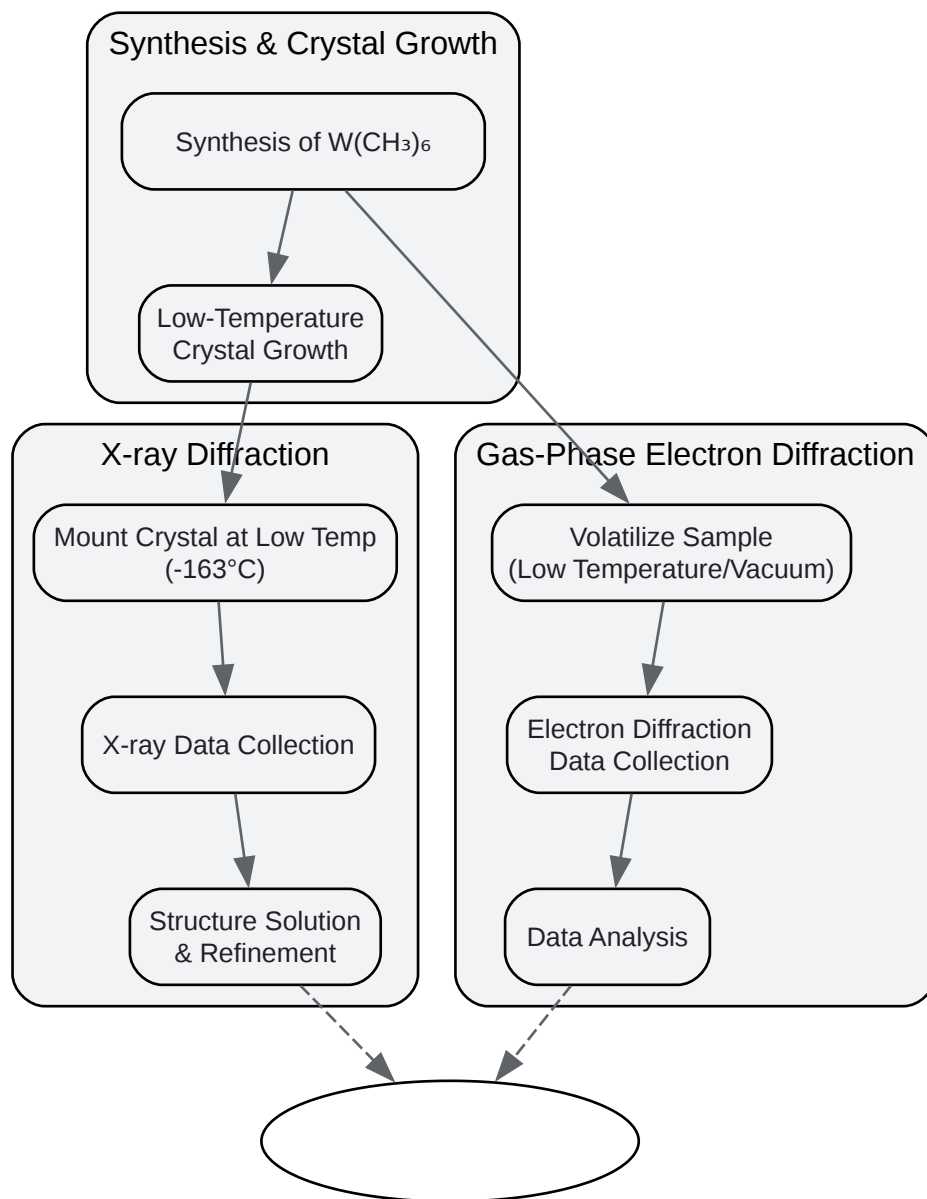 Synthesis & Crystal Growth
Synthesis of W(CH₃)₆
Low-Temperature
Crystal Growth
X-ray Diffraction
Mount Crystal at Low Temp
(-163°C)
X-ray Data Collection
Structure Solution
& Refinement
Gas-Phase Electron Diffraction
Volatilize Sample
(Low Temperature/Vacuum)
Electron Diffraction
Data Collection
Data Analysis